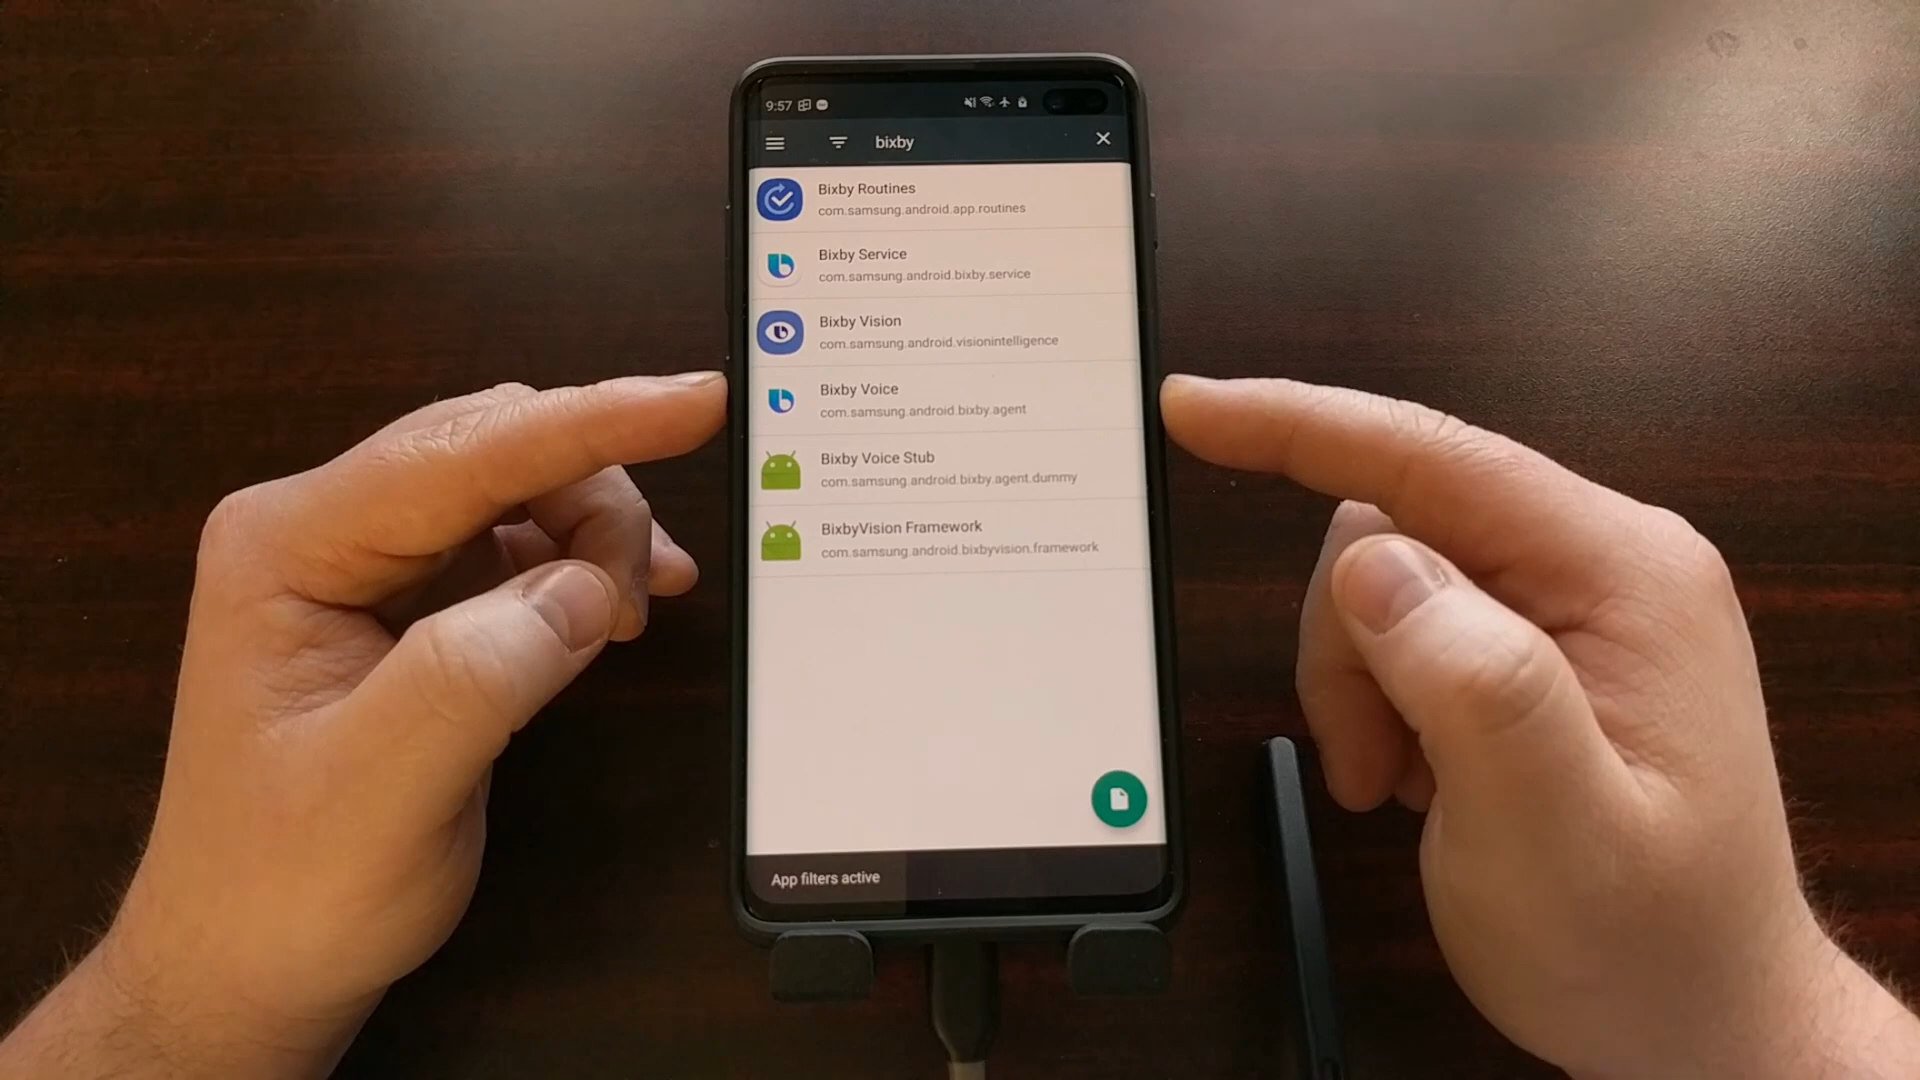 9:57
bixby
Bixby Routines
com.samsung.android.app.routines
Bixby Service
com.samsung.android.bixby.service
Bixby Vision
com.samsung.android.visionintelligence
Bixby Voice
com.samsung.android.bixby.agent
Bixby Voice Stub
com.samsung.android.bixby.agent.dummy
BixbyVision Framework
com.samsung.android.bixbyvision.framework
App filters active